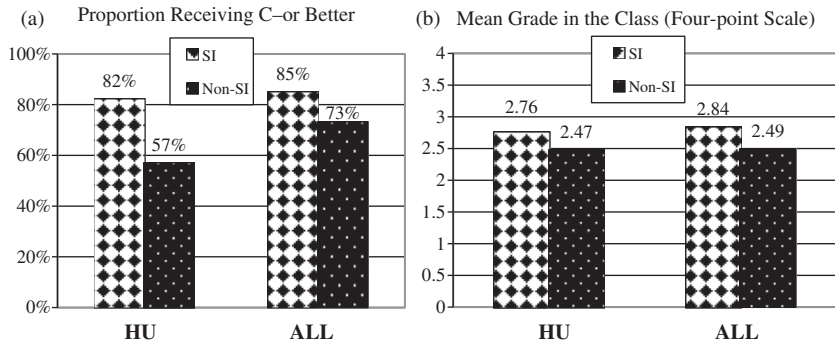 (a) Proportion Receiving C–or Better
100%
80%
60%
40%
20%
0%
SI
Non-SI
82%
57%
85%
73%
HU ALL
(b) Mean Grade in the Class (Four-point Scale)
4
3.5
3
2.5
2
1.5
1
0.5
0
SI
Non-SI
2.76
2.47
2.84
2.49
HU ALL